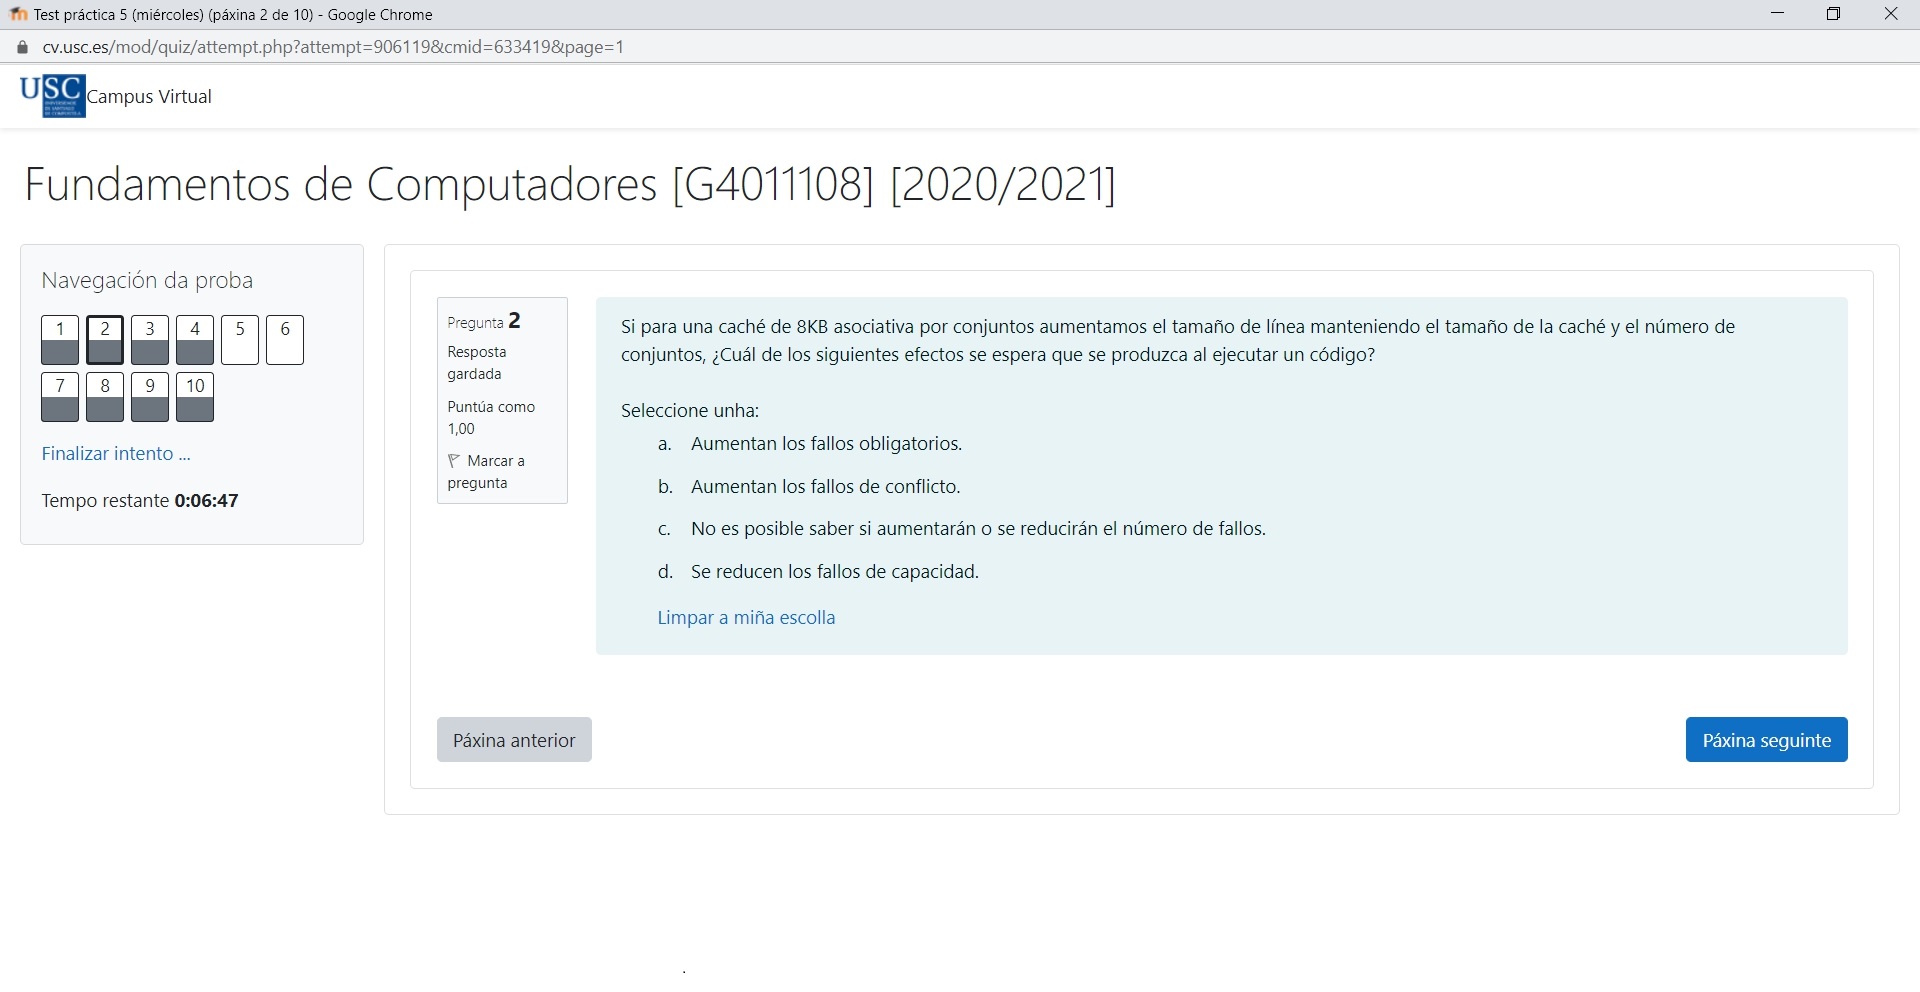 Test práctica 5 (miércoles) (páxina 2 de 10) - Google Chrome
cv.usc.es/mod/quiz/attempt.php?attempt=906119&cmid=633419&page=1
USC Campus Virtual
Fundamentos de Computadores [G4011108] [2020/2021]
Navegación da proba
1 2 3 4 5 6
7 8 9 10
Finalizar intento ...
Tempo restante 0:06:47
Pregunta 2
Resposta
gardada
Puntúa como
1,00
Marcar a
pregunta
Si para una caché de 8KB asociativa por conjuntos aumentamos el tamaño de línea manteniendo el tamaño de la caché y el número de
conjuntos, ¿Cuál de los siguientes efectos se espera que se produzca al ejecutar un código?
Seleccione unha:
a. Aumentan los fallos obligatorios.
b. Aumentan los fallos de conflicto.
c. No es posible saber si aumentarán o se reducirán el número de fallos.
d. Se reducen los fallos de capacidad.
Limpar a miña escolla
Páxina anterior
Páxina seguinte